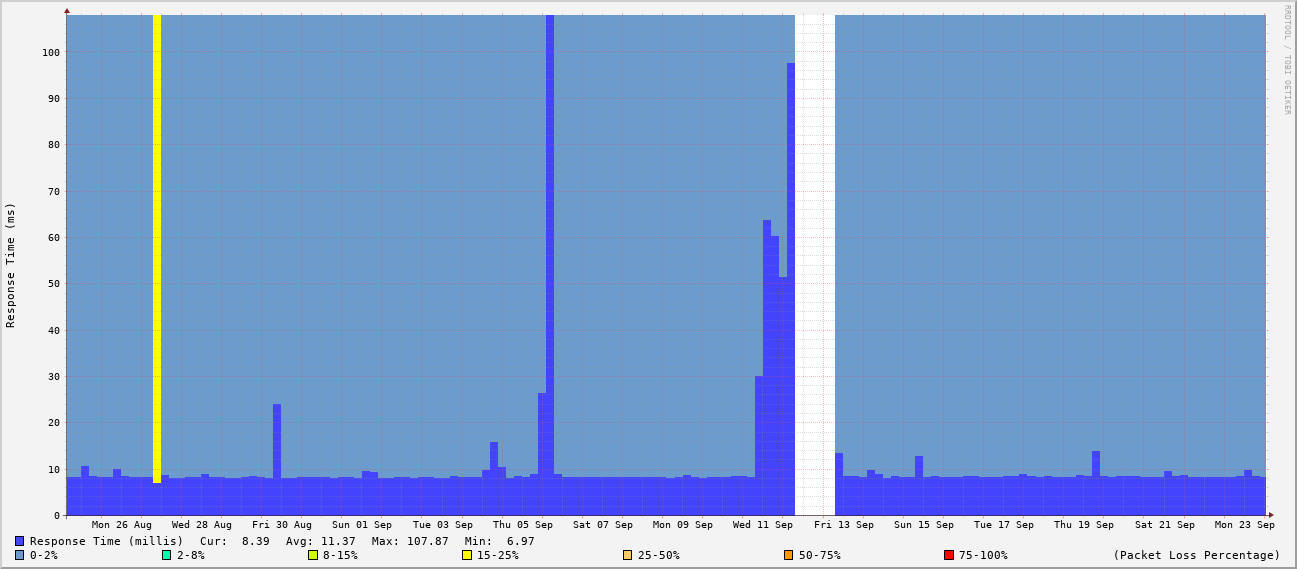 RRDTOOL / TOBI OETIKER
Response Time (ms)
100
90
80
70
60
50
40
30
20
10
0
Mon 26 Aug Wed 28 Aug Fri 30 Aug Sun 01 Sep Tue 03 Sep Thu 05 Sep Sat 07 Sep Mon 09 Sep Wed 11 Sep Fri 13 Sep Sun 15 Sep Tue 17 Sep Thu 19 Sep Sat 21 Sep Mon 23 Sep
Response Time (millis) Cur: 8.39 Avg: 11.37 Max: 107.87 Min: 6.97
0-2% 2-8% 8-15% 15-25% 25-50% 50-75% 75-100% (Packet Loss Percentage)